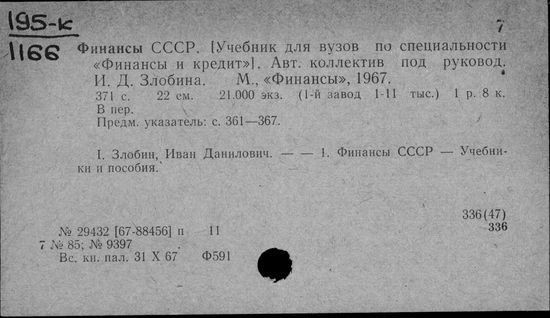 195-к
1166
7
Финансы СССР. [Учебник для вузов по специальности
«Финансы и кредит»]. Авт. коллектив под руковод.
И. Д. Злобина. М., «Финансы», 1967.
371 с. 22 см. 21.000 экз. (1-й завод 1-11 тыс.) 1 р. 8 к.
В пер.
Предм. указатель: с. 361—367.
I. Злобин, Иван Данилович. — — 1. Финансы СССР — Учебни-
ки и пособия.
336(47)
336
№ 29432 [67-88456] п 11
7 № 85; № 9397
Вс. кн. пал. 31 X 67 Ф591